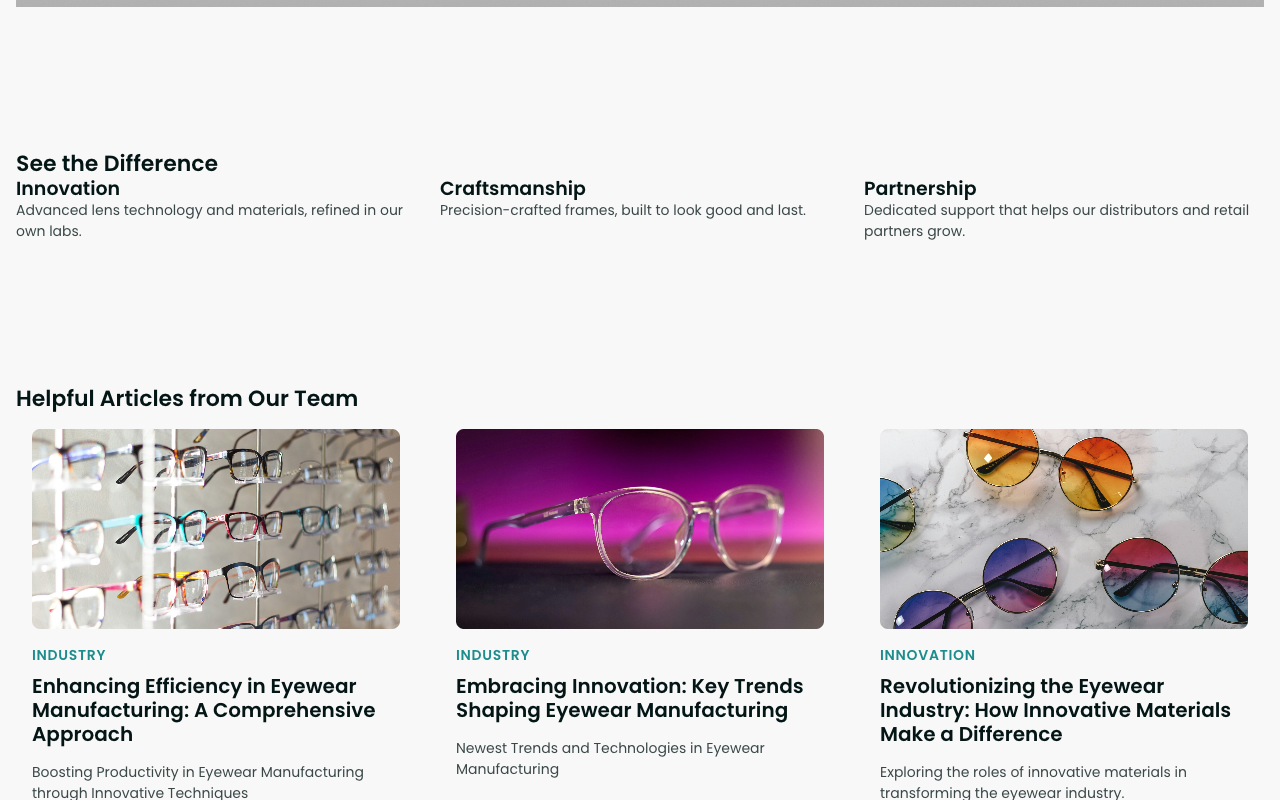 See the Difference
Innovation
Advanced lens technology and materials, refined in our
own labs.
Craftsmanship
Precision-crafted frames, built to look good and last.
Partnership
Dedicated support that helps our distributors and retail
partners grow.
Helpful Articles from Our Team
INDUSTRY
Enhancing Efficiency in Eyewear
Manufacturing: A Comprehensive
Approach
Boosting Productivity in Eyewear Manufacturing
through Innovative Techniques
INDUSTRY
Embracing Innovation: Key Trends
Shaping Eyewear Manufacturing
Newest Trends and Technologies in Eyewear
Manufacturing
INNOVATION
Revolutionizing the Eyewear
Industry: How Innovative Materials
Make a Difference
Exploring the roles of innovative materials in
transforming the eyewear industry.